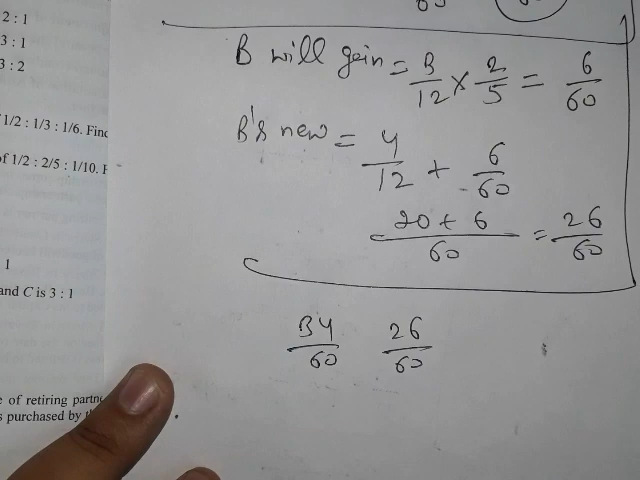 2 : 1
3 : 1
3 : 2
1/2 : 1/3 : 1/6. Find
of 1/2 : 2/5 : 1/10.
1
and C is 3 : 1
of retiring
s purchased by
60
B will gain = 3/12 × 2/5 = 6/60
B's new = 4/12 + 6/60
20 + 6/60 = 26/60
34/60 26/60